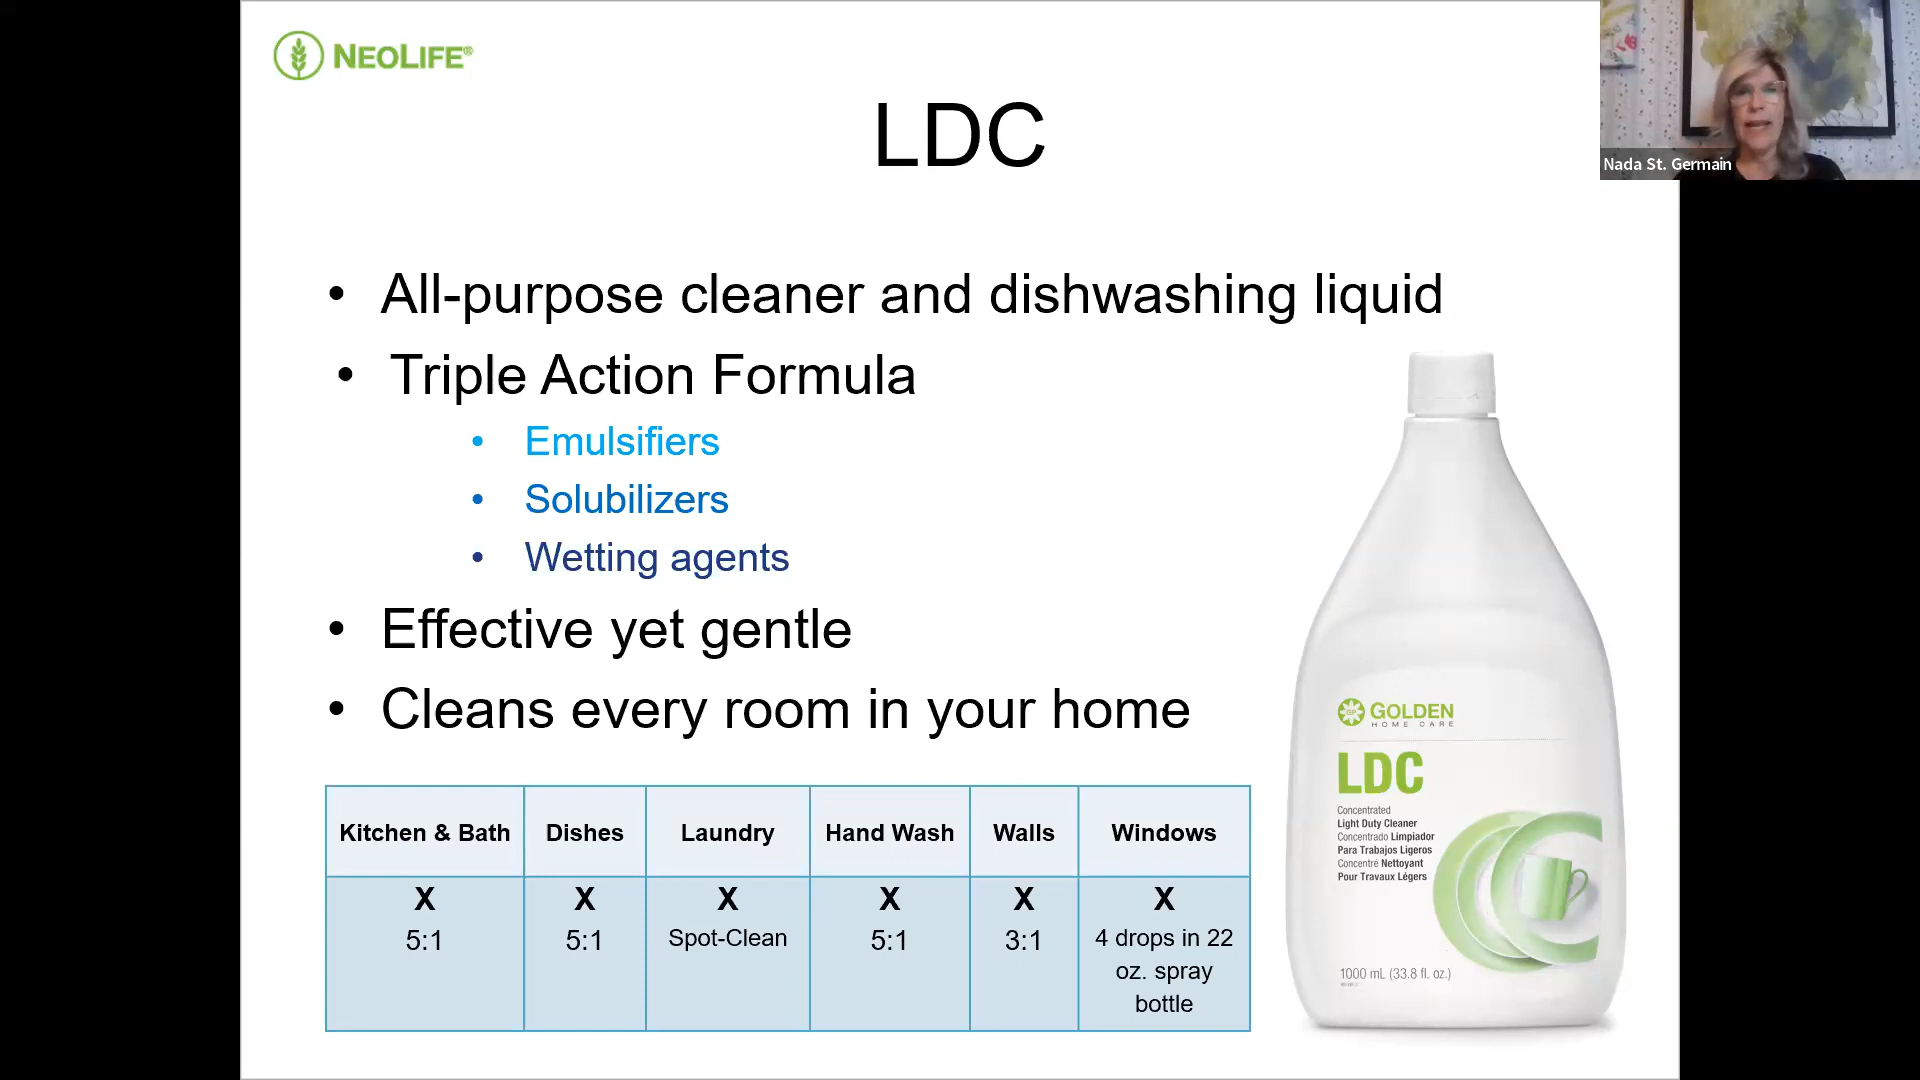 NEOLIFE®
Nada St. Germain
LDC
• All-purpose cleaner and dishwashing liquid
• Triple Action Formula
• Emulsifiers
• Solubilizers
• Wetting agents
• Effective yet gentle
• Cleans every room in your home
Kitchen & Bath Dishes Laundry Hand Wash Walls Windows
X X X X X X
5:1 5:1 Spot-Clean 5:1 3:1 4 drops in 22
oz. spray
bottle
GOLDEN
HOME CARE
LDC
Concentrated
Light Duty Cleaner
Concentrado Limpiador
Para Trabajos Ligeros
Concentré Nettoyant
Pour Travaux Légers
1000 mL (33.8 fl. oz.)